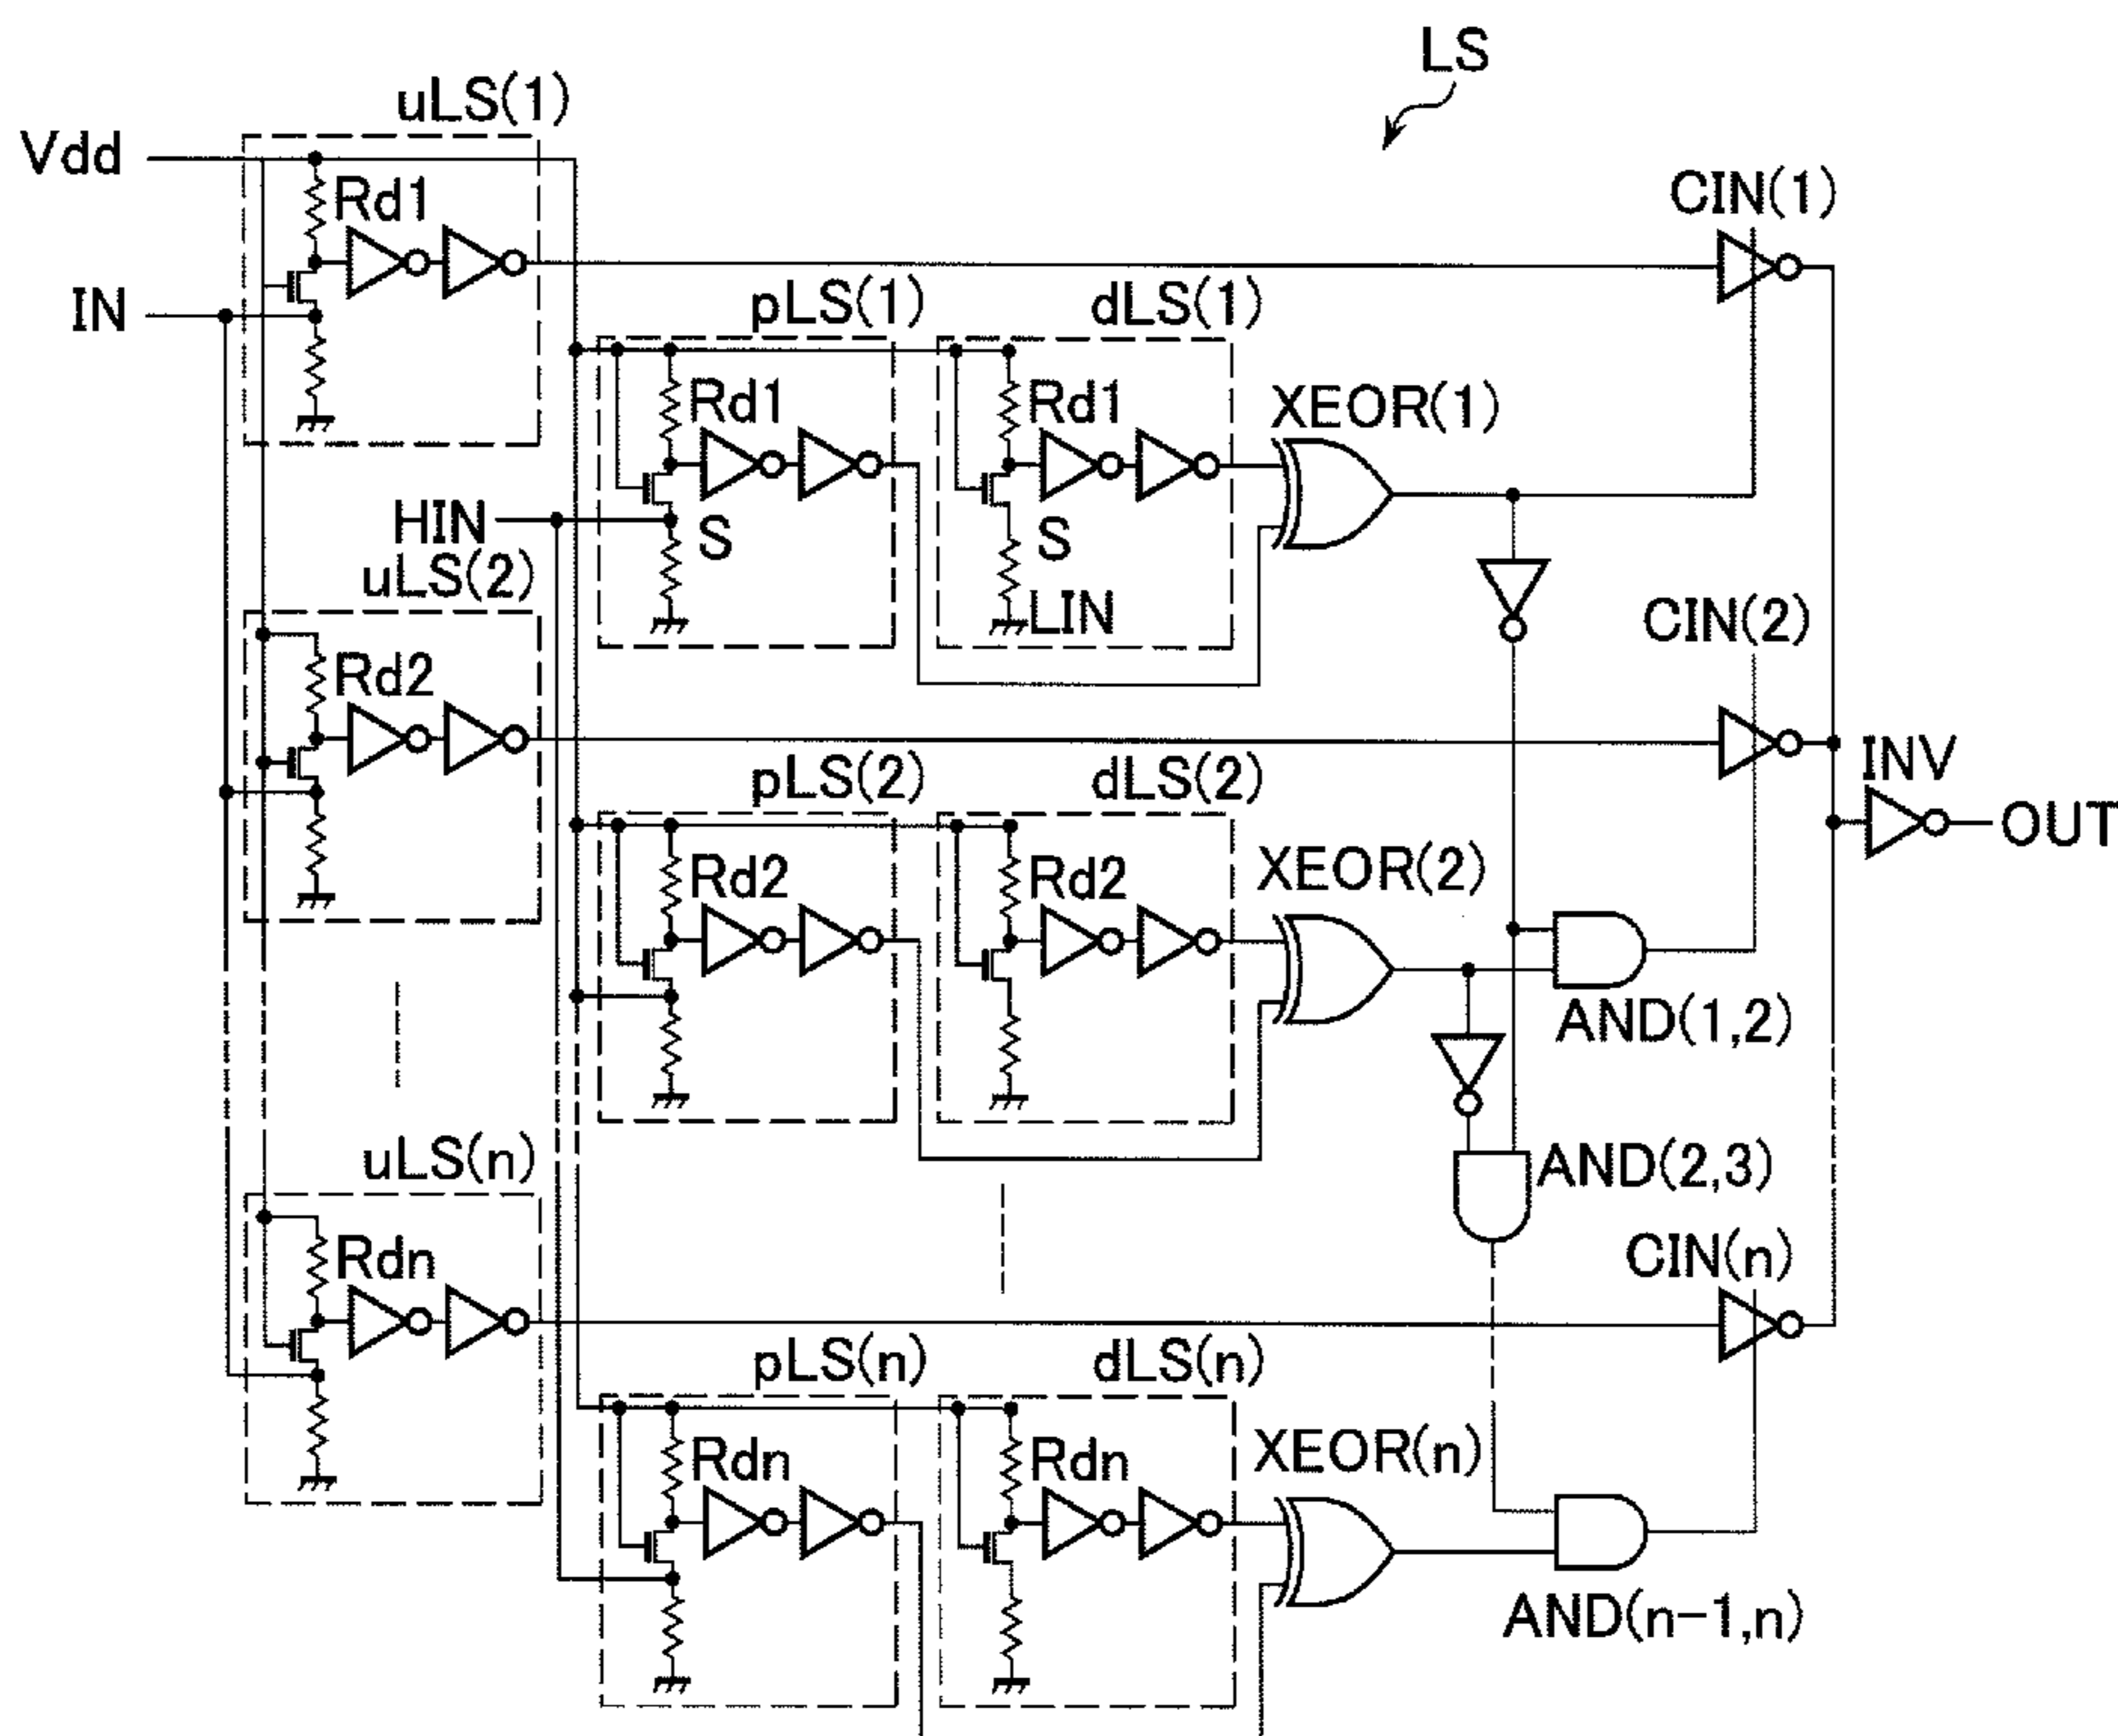 LS
uLS(1)
Vdd
Rd1
CIN(1)
IN
pLS(1)
dLS(1)
Rd1
Rd1
XEOR(1)
HIN
S
S
uLS(2)
LIN
CIN(2)
Rd2
INV
pLS(2)
dLS(2)
OUT
Rd2
Rd2
XEOR(2)
AND(1,2)
uLS(n)
AND(2,3)
Rdn
CIN(n)
pLS(n)
dLS(n)
Rdn
Rdn
XEOR(n)
AND(n-1,n)